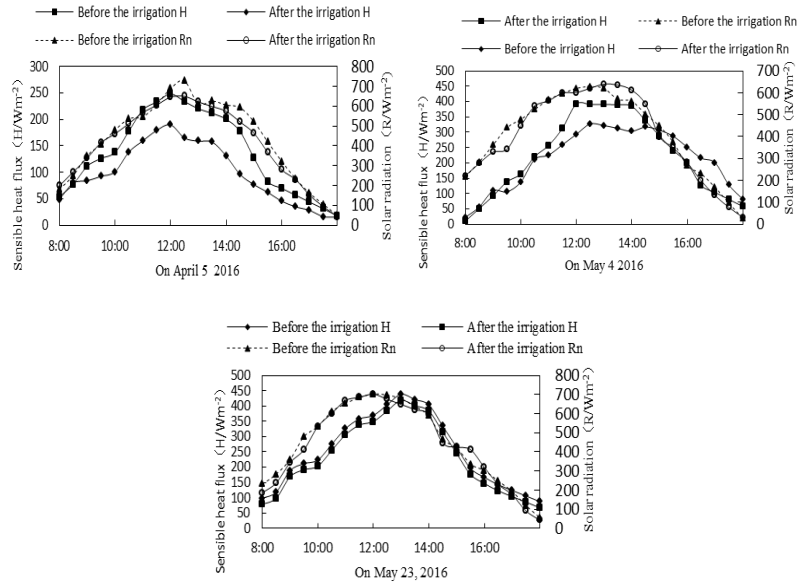 Before the irrigation H
After the irrigation H
Before the irrigation Rn
After the irrigation Rn
Sensible heat flux (H/Wm⁻²)
300
250
200
150
100
50
0
800
700
600
500
400
300
200
100
0
Solar radiation (R/Wm⁻²)
8:00 10:00 12:00 14:00 16:00
On April 5 2016
After the irrigation H
Before the irrigation Rn
Before the irrigation H
After the irrigation Rn
Sensible heat flux (H/Wm⁻²)
500
450
400
350
300
250
200
150
100
50
0
700
600
500
400
300
200
100
0
Solar radiation (R/Wm⁻²)
8:00 10:00 12:00 14:00 16:00
On May 4 2016
Before the irrigation H
After the irrigation H
Before the irrigation Rn
After the irrigation Rn
Sensible heat flux (H/Wm⁻²)
500
450
400
350
300
250
200
150
100
50
0
800
700
600
500
400
300
200
100
0
Solar radiation (R/Wm⁻²)
8:00 10:00 12:00 14:00 16:00
On May 23, 2016